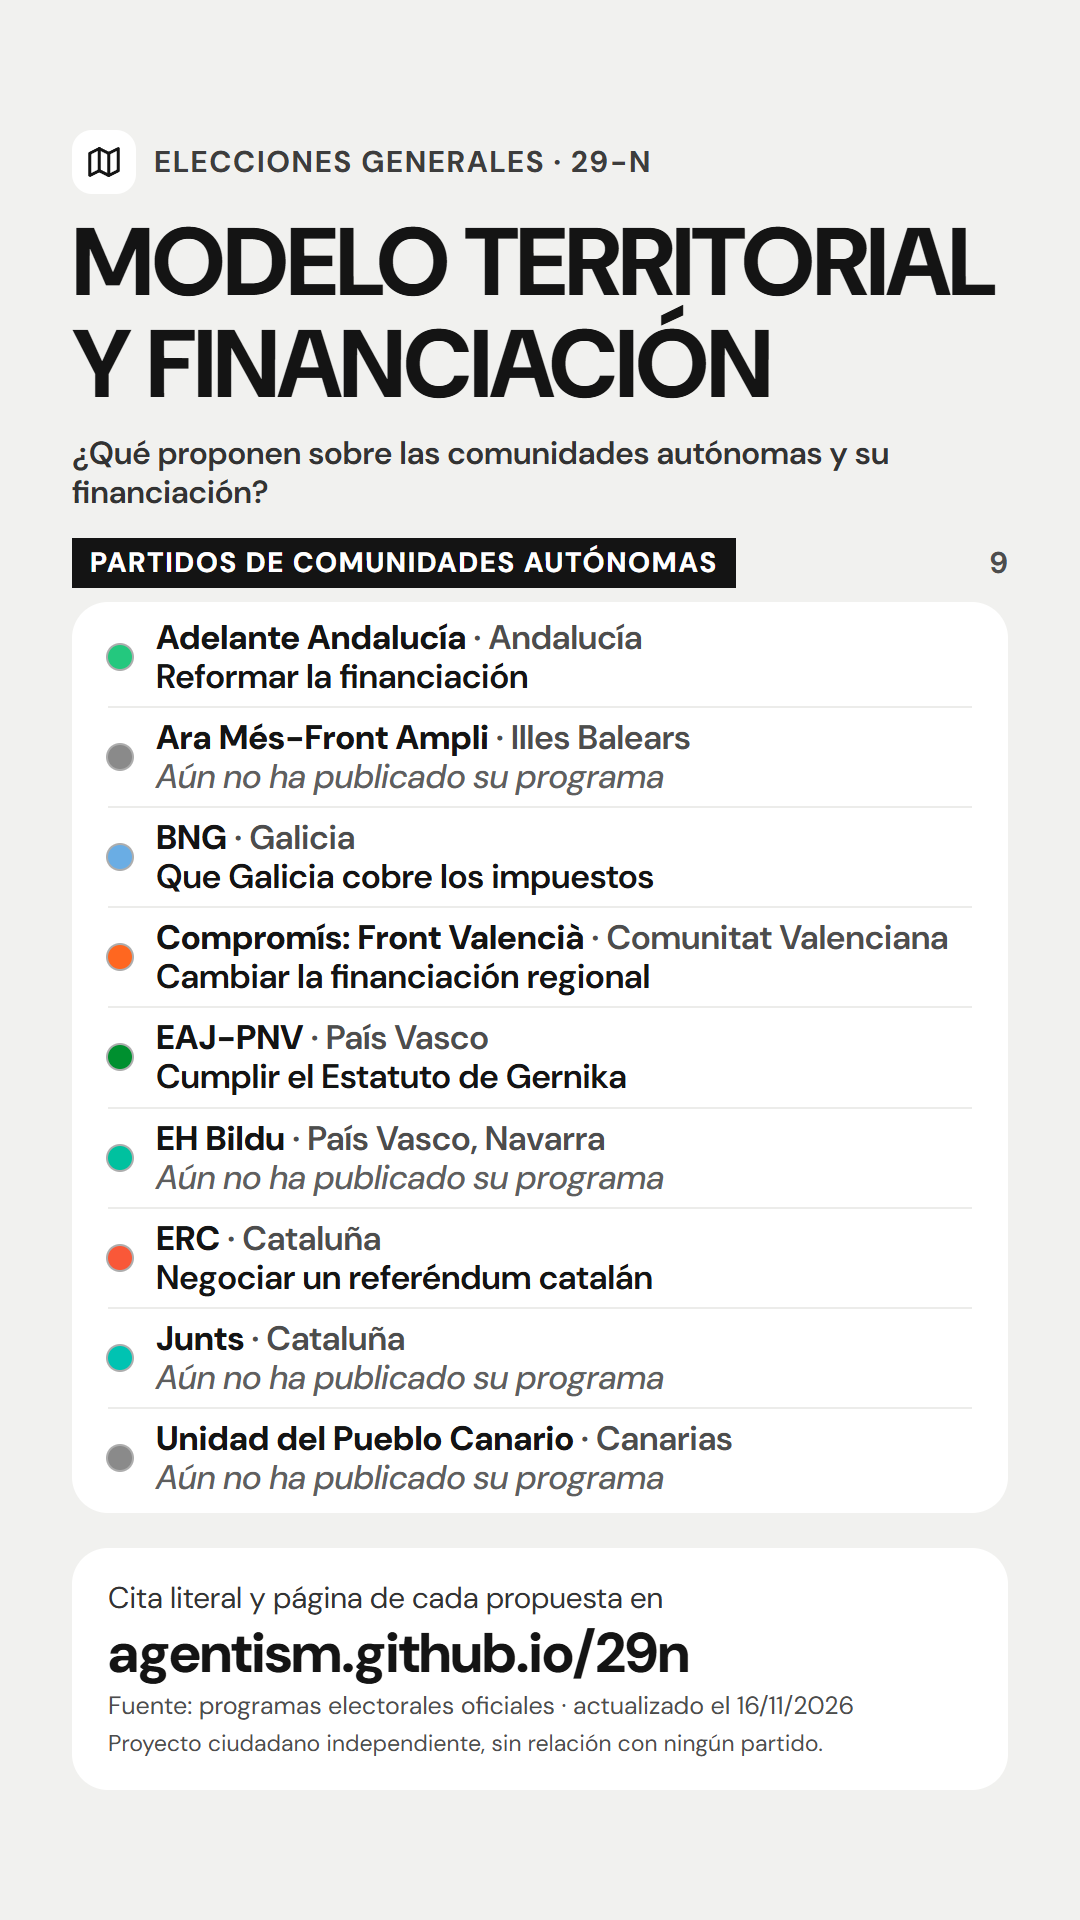 ELECCIONES GENERALES · 29-N
MODELO TERRITORIAL
Y FINANCIACIÓN
¿Qué proponen sobre las comunidades autónomas y su
financiación?
PARTIDOS DE COMUNIDADES AUTÓNOMAS 9
Adelante Andalucía · Andalucía
Reformar la financiación
Ara Més-Front Ampli · Illes Balears
Aún no ha publicado su programa
BNG · Galicia
Que Galicia cobre los impuestos
Compromís: Front Valencià · Comunitat Valenciana
Cambiar la financiación regional
EAJ-PNV · País Vasco
Cumplir el Estatuto de Gernika
EH Bildu · País Vasco, Navarra
Aún no ha publicado su programa
ERC · Cataluña
Negociar un referéndum catalán
Junts · Cataluña
Aún no ha publicado su programa
Unidad del Pueblo Canario · Canarias
Aún no ha publicado su programa
Cita literal y página de cada propuesta en
agentism.github.io/29n
Fuente: programas electorales oficiales · actualizado el 16/11/2026
Proyecto ciudadano independiente, sin relación con ningún partido.